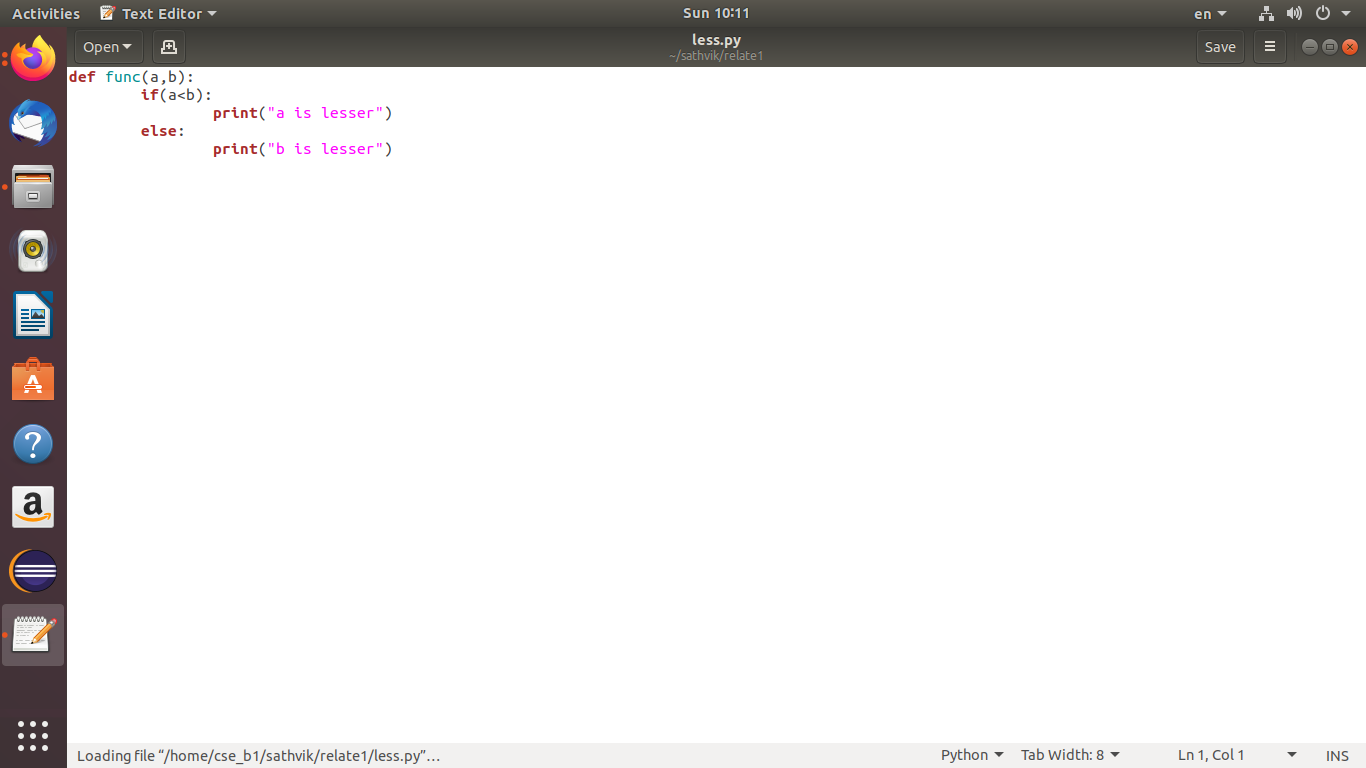 Activities Text Editor Sun 10:11 en
Open less.py Save
~/sathvik/relate1
def func(a,b):
        if(a<b):
                print("a is lesser")
        else:
                print("b is lesser")
?
a
Loading file “/home/cse_b1/sathvik/relate1/less.py”… Python Tab Width: 8 Ln 1, Col 1 INS